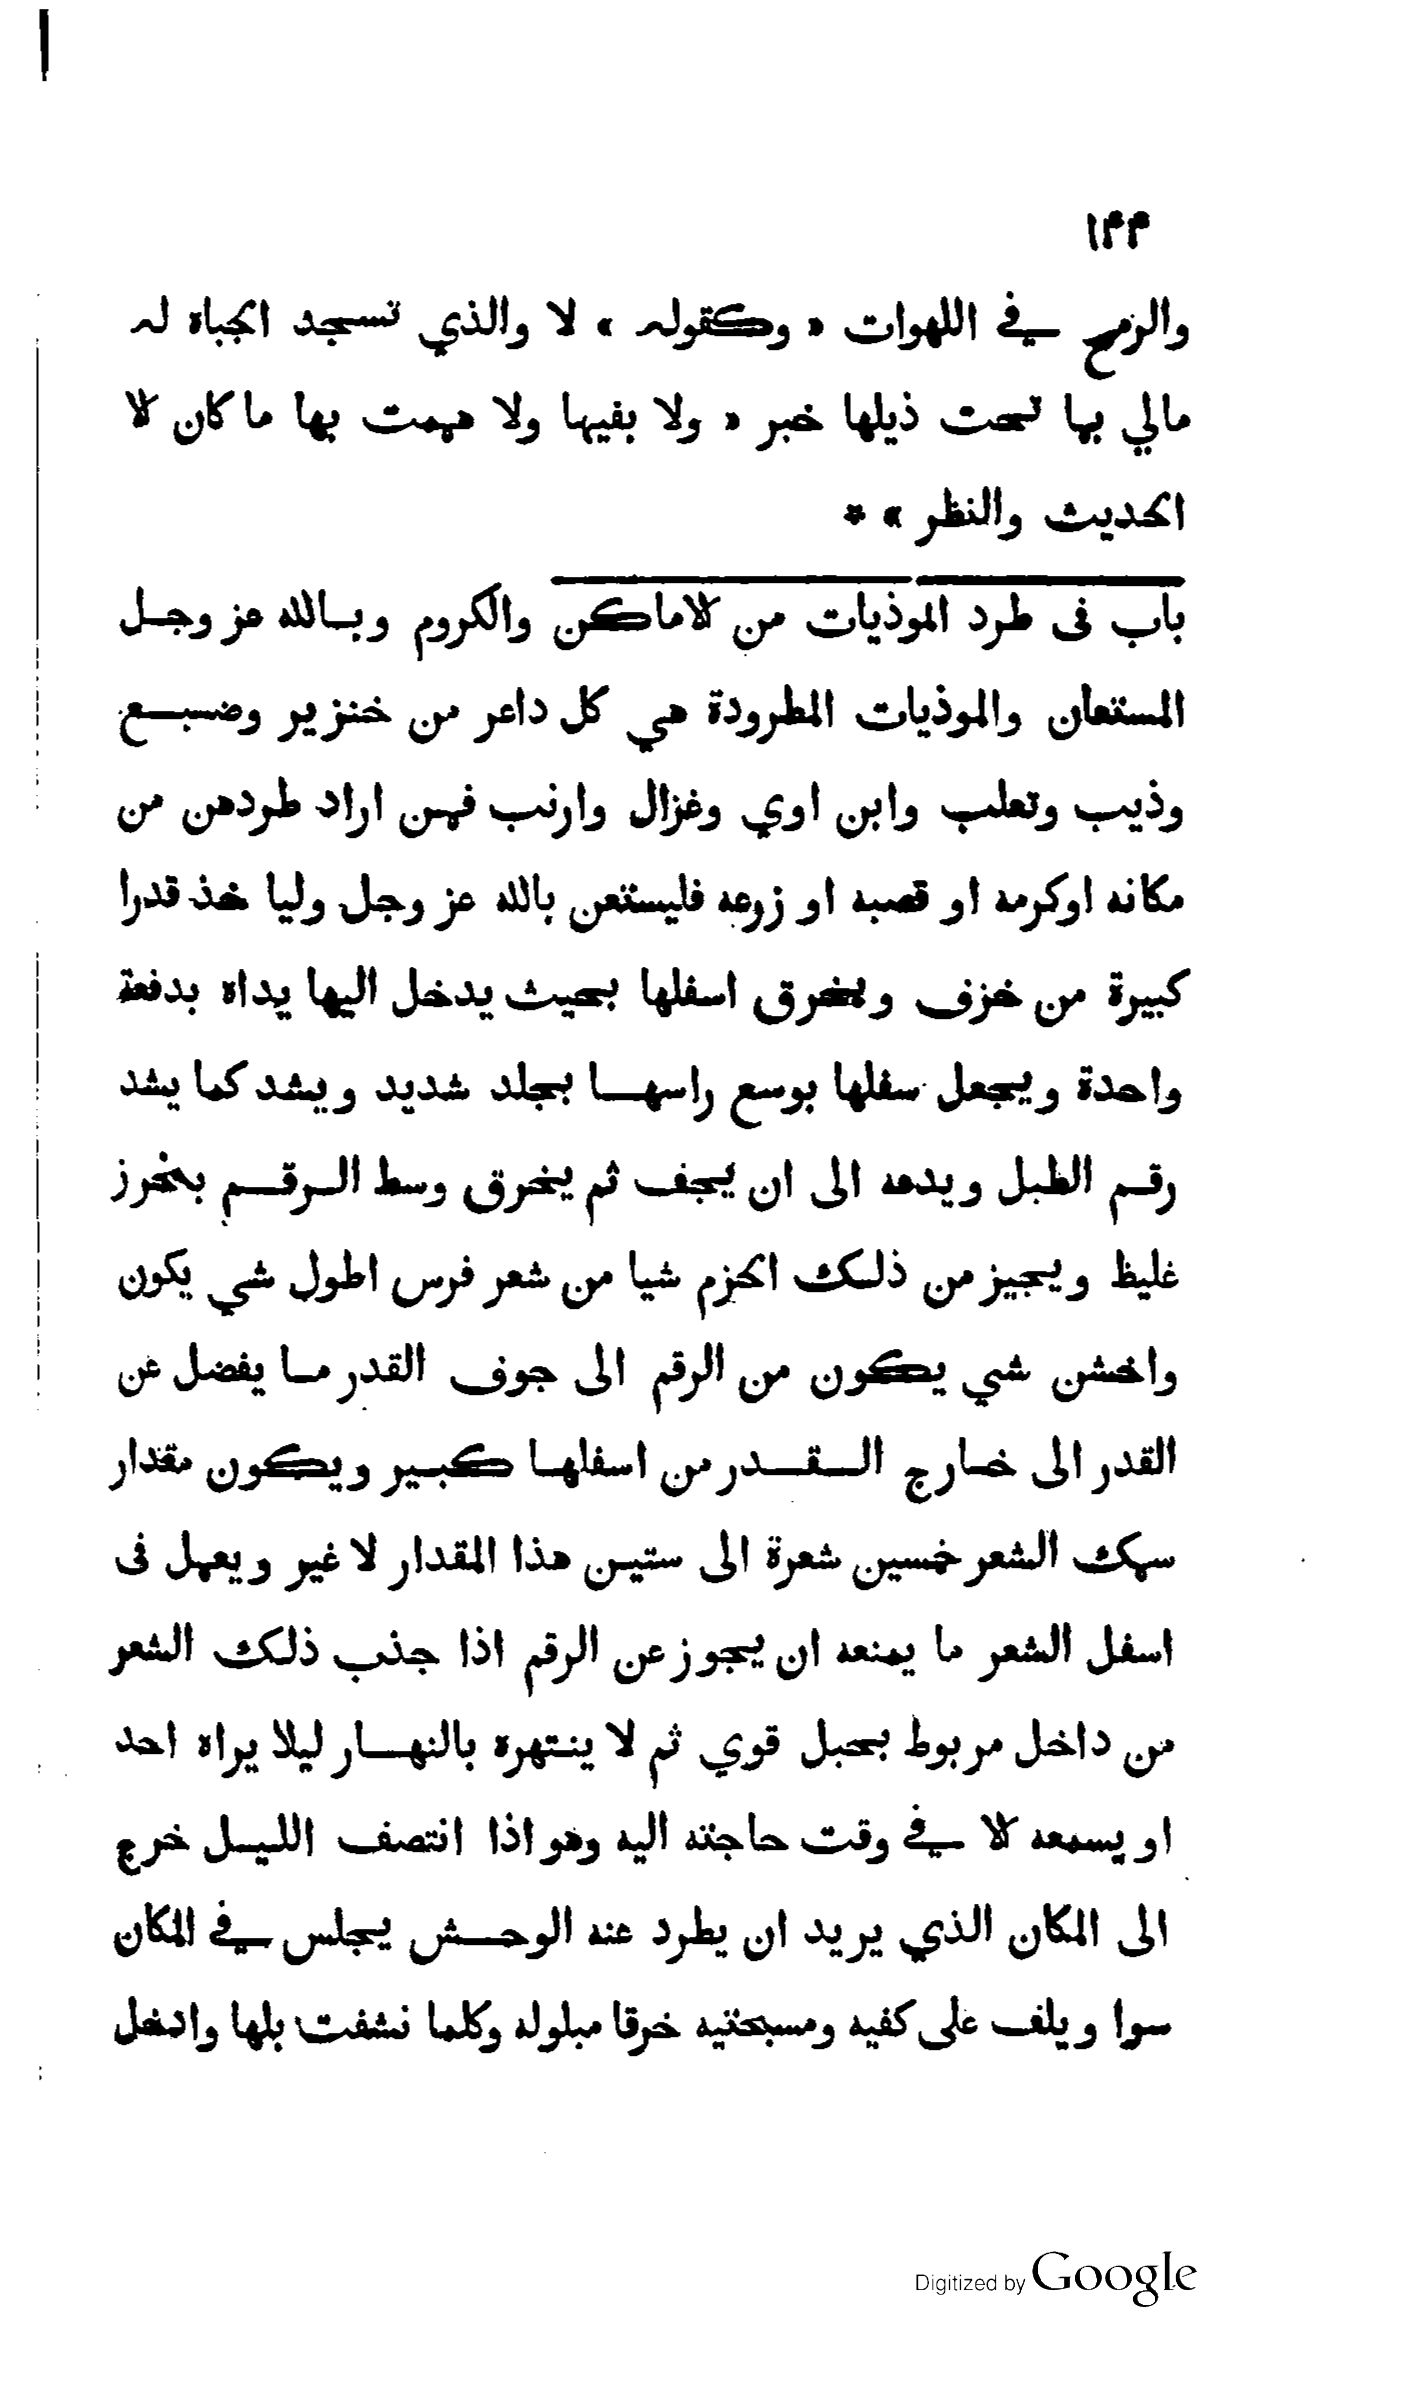 ١٣٣
والزمح في اللهوات « وكقوله » لا والذي تسجد الجباه له
مالي بها تحت ذيلها خبر « ولا بفيها ولا هممت بها ما كان الا
الحديث والنظر » *
باب فى طرد الموذيات من الاماكن والكروم وبالله عز وجل
المستعان والموذيات المطرودة هي كل داعر من خنزير وضبع
وذيب وتعلب وابن اوي وغزال وارنب فمن اراد طردهن من
مكانه اوكرمه او قصبه او زرعه فليستعن بالله عز وجل وليا خذ قدرا
كبيرة من خزف ويخرق اسفلها بحيث يدخل اليها يداه بدفعة
واحدة ويجعل سفلها بوسع راسها بجلد شديد ويشد كما يشد
رقم الطبل ويدعه الى ان يجف ثم يخرق وسط الرقم بمخرز
غليظ ويجيز من ذلك الحزم شيا من شعر فرس اطول شي يكون
واخشن شي يكون من الرقم الى جوف القدر ما يفضل عن
القدر الى خارج القدر من اسفلها كبير ويكون مقدار
سمك الشعر خمسين شعرة الى ستين هذا المقدار لا غير ويعمل فى
اسفل الشعر ما يمنعه ان يجوز عن الرقم اذا جذب ذلك الشعر
من داخل مربوط بحبل قوي ثم لا ينتهره بالنهار ليلا يراه احد
او يسمعه الا في وقت حاجته اليه وهو اذا انتصف الليل خرج
الى المكان الذي يريد ان يطرد عنه الوحش يجلس في المكان
سوا ويلف على كفيه ومسبحتيه خرقا مبلوله وكلما نشفت بلها وادخل
Digitized by Google